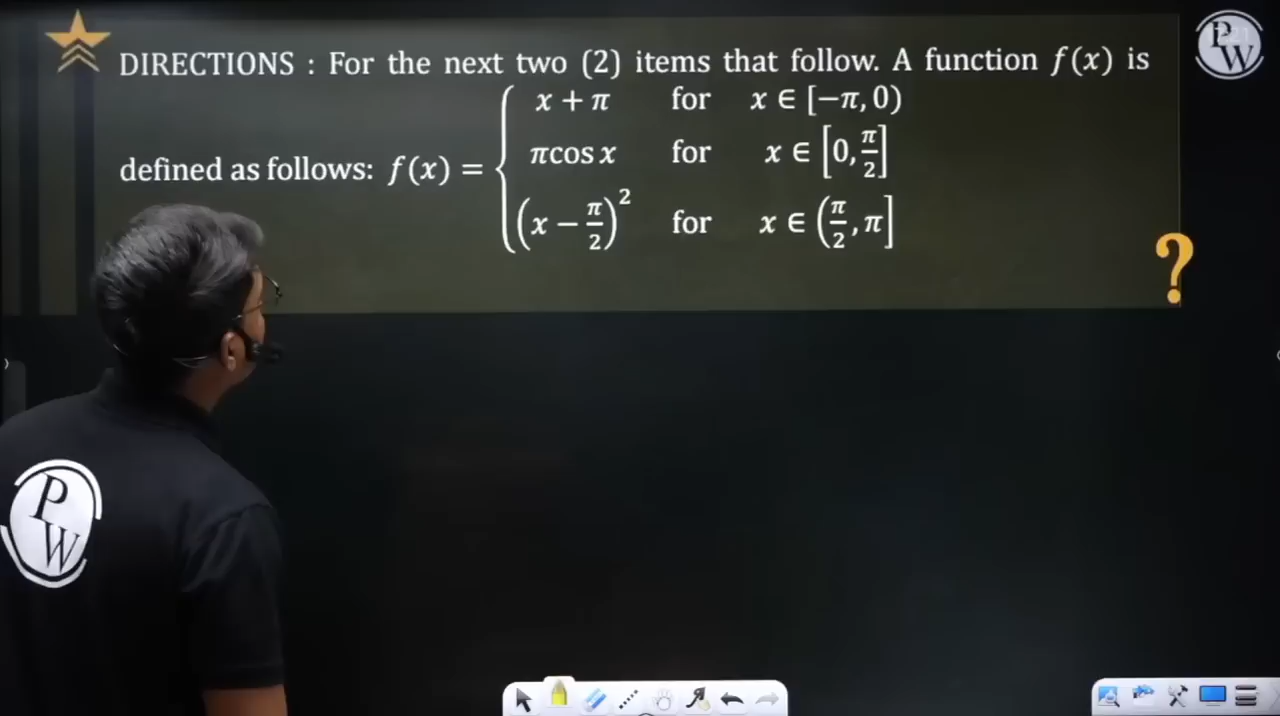 DIRECTIONS : For the next two (2) items that follow. A function f(x) is
defined as follows: f(x) = { x + π for x ∈ [−π, 0)
π cos x for x ∈ [0, π/2]
(x − π/2)² for x ∈ (π/2, π]
?
PW
PW